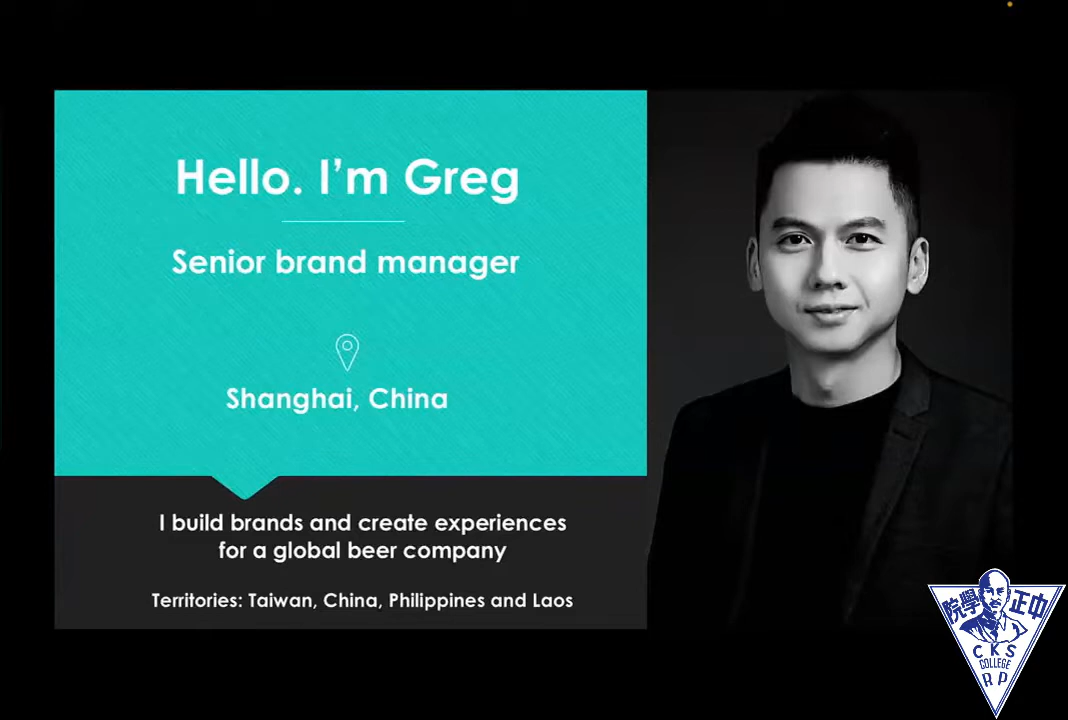 Hello. I'm Greg
Senior brand manager
Shanghai, China
I build brands and create experiences
for a global beer company
Territories: Taiwan, China, Philippines and Laos
院學 正中
CKS
COLLEGE
RP